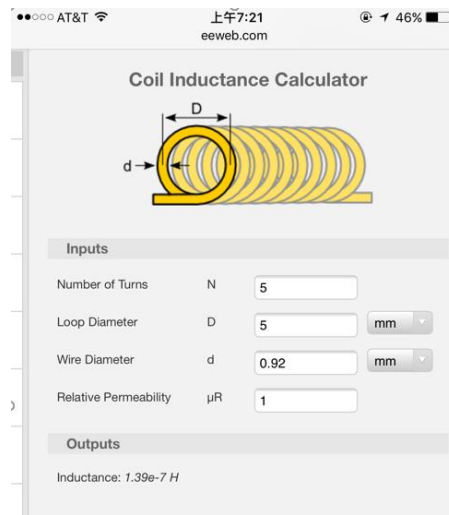 AT&T 上午7:21 46%
eeweb.com
Coil Inductance Calculator
D
d
Inputs
Number of Turns N 5
Loop Diameter D 5 mm
Wire Diameter d 0.92 mm
Relative Permeability μR 1
Outputs
Inductance: 1.39e-7 H